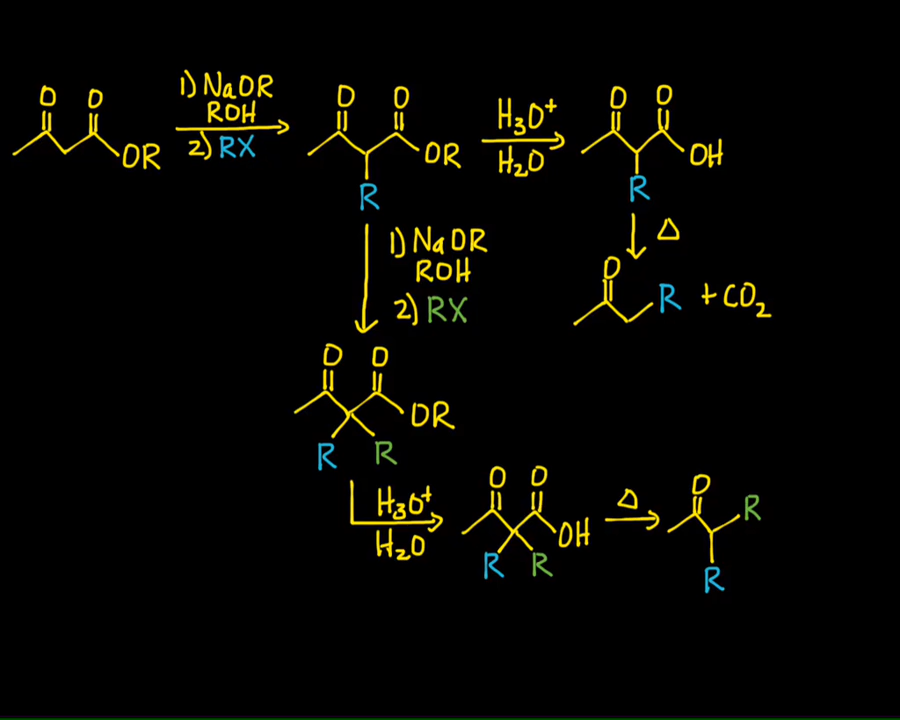 O O OR
1) NaOR
ROH
2) RX
O O OR
R
H₃O⁺
H₂O
O O OH
R
Δ
O R + CO₂
1) NaOR
ROH
2) RX
O O OR
R R
H₃O⁺
H₂O
O O OH
R R
Δ
O R
R